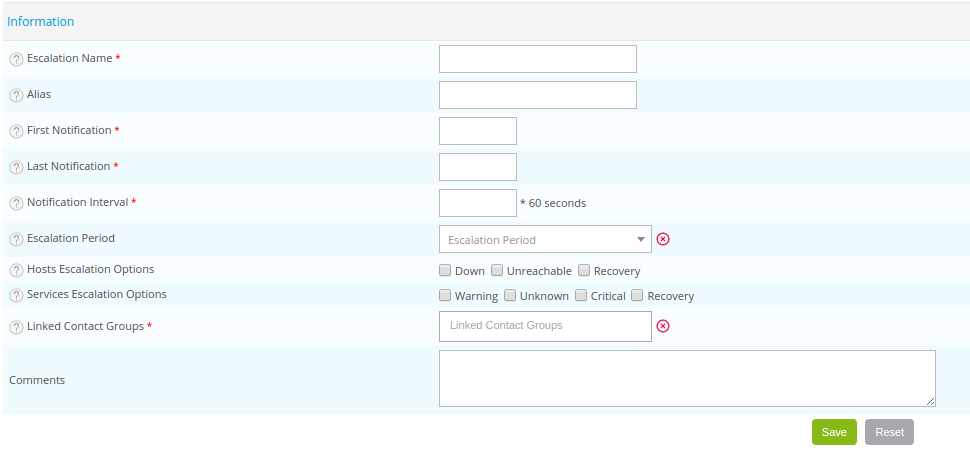 Information
? Escalation Name *
? Alias
? First Notification *
? Last Notification *
? Notification Interval * * 60 seconds
? Escalation Period Escalation Period
? Hosts Escalation Options Down Unreachable Recovery
? Services Escalation Options Warning Unknown Critical Recovery
? Linked Contact Groups * Linked Contact Groups
Comments
Save Reset